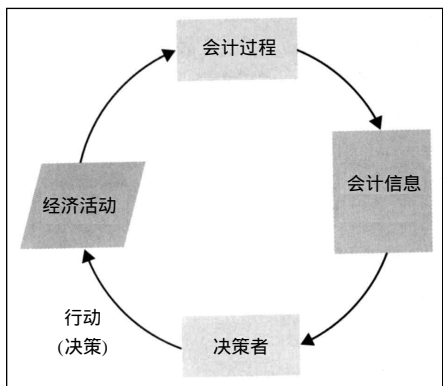 会计过程
会计信息
经济活动
行动
(决策)
决策者